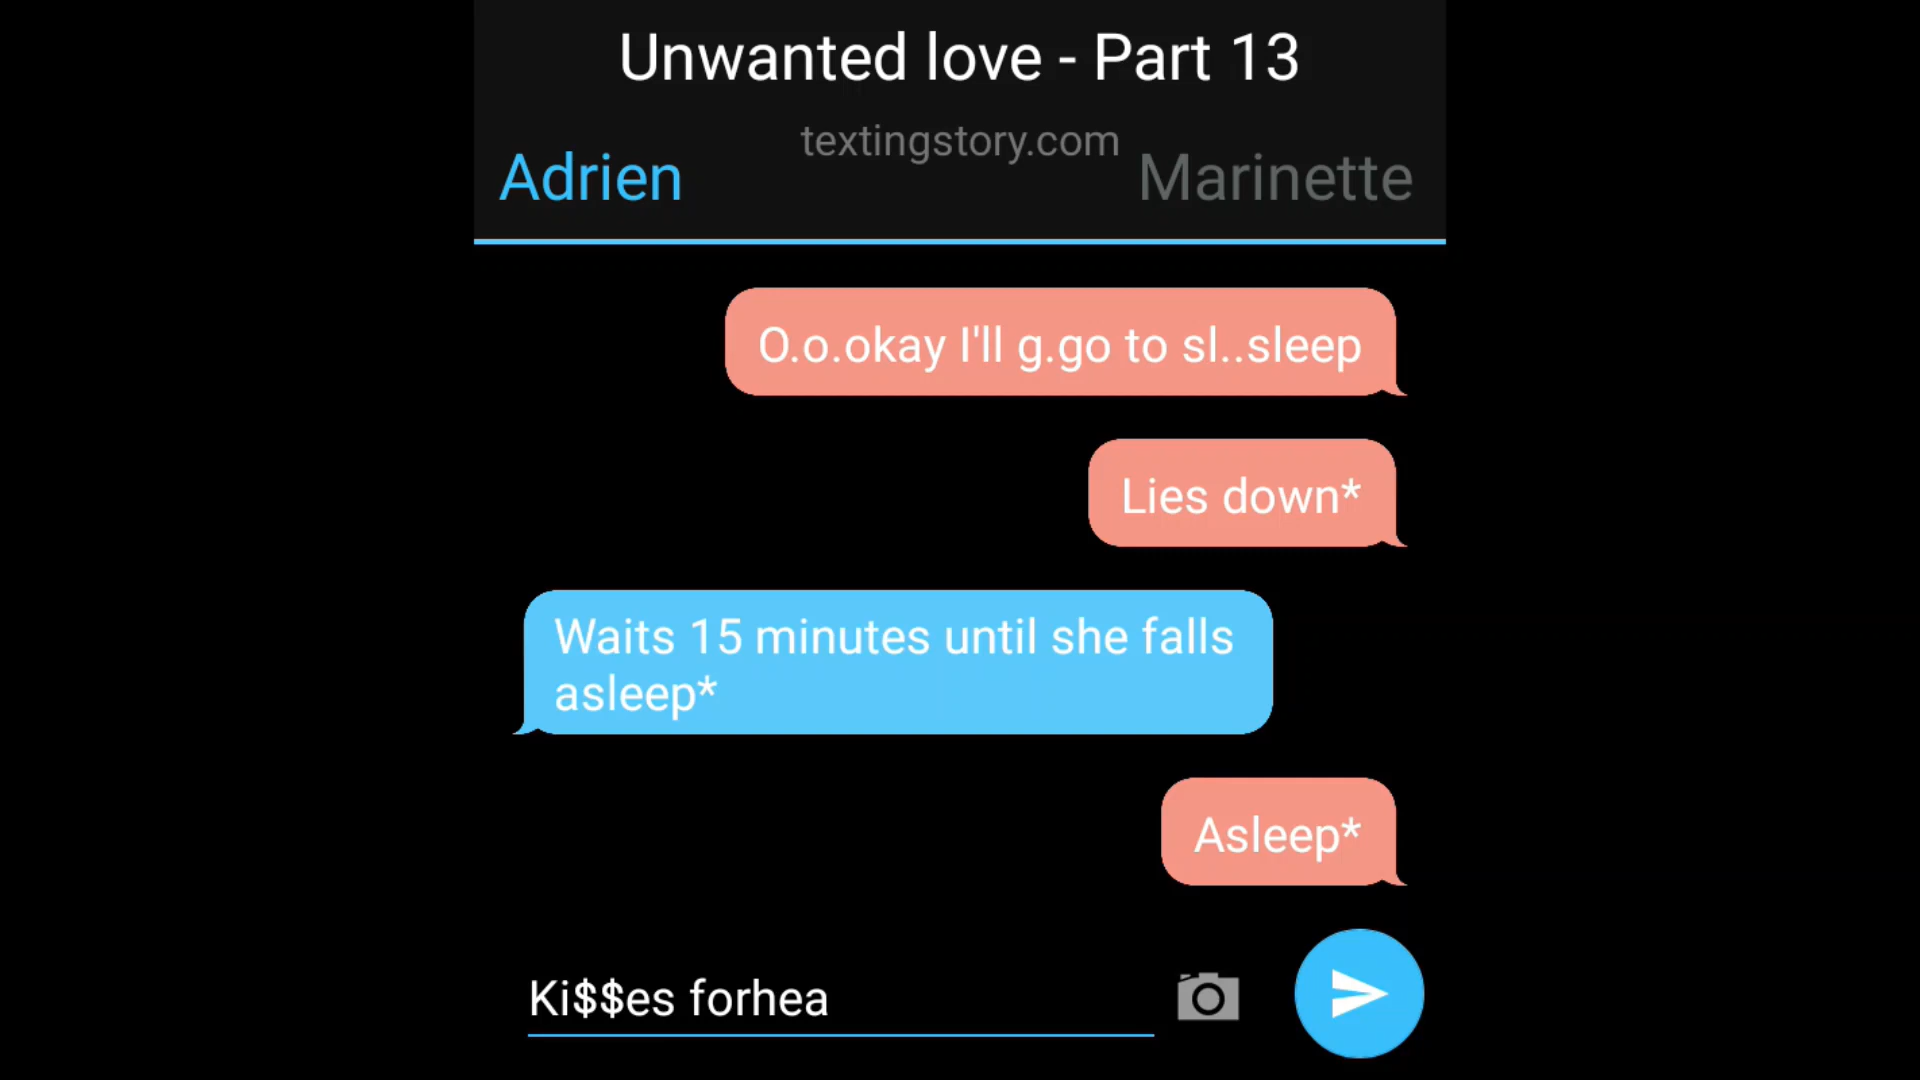 Unwanted love - Part 13
textingstory.com
Adrien
Marinette
O.o.okay I'll g.go to sl..sleep
Lies down*
Waits 15 minutes until she falls
asleep*
Asleep*
Ki$$es forhea